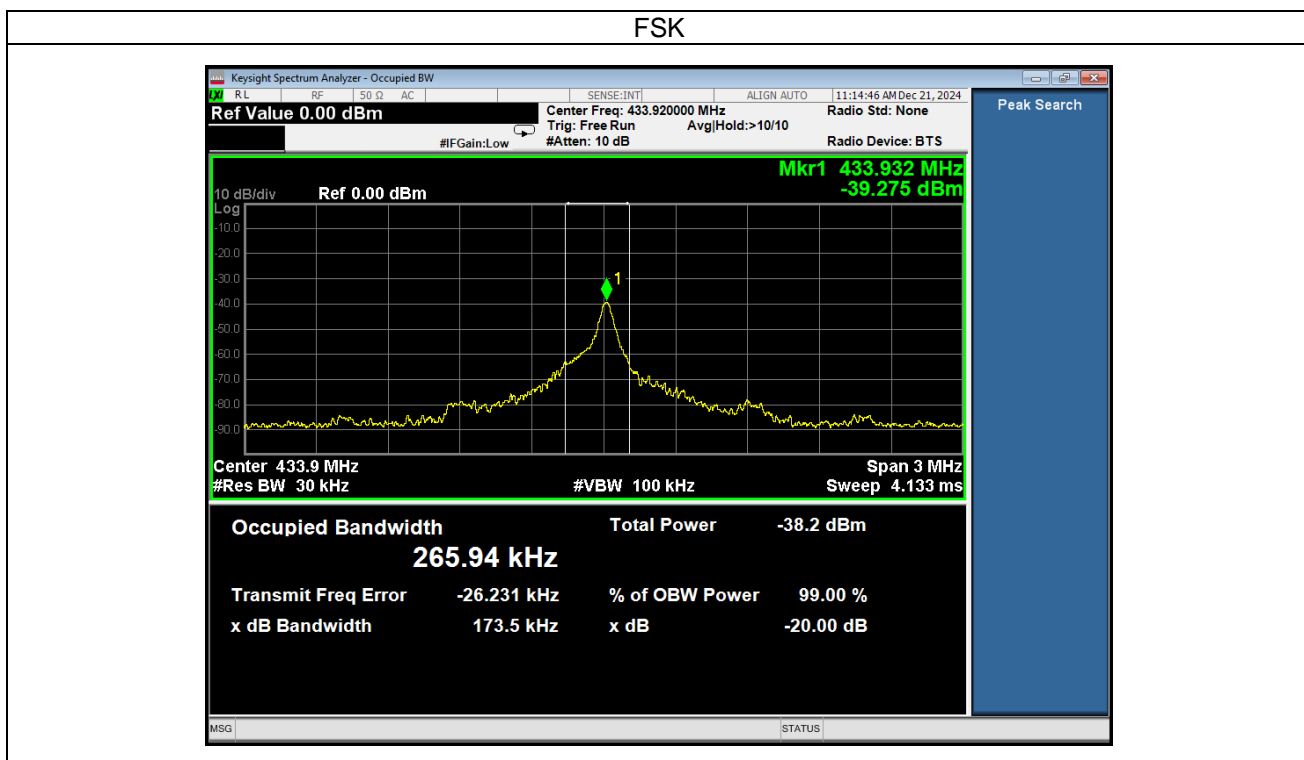 FSK
Keysight Spectrum Analyzer - Occupied BW
LXI RL RF 50 Ω AC SENSE:INT ALIGN AUTO 11:14:46 AM Dec 21, 2024
Ref Value 0.00 dBm Center Freq: 433.920000 MHz Radio Std: None Peak Search
Trig: Free Run Avg|Hold:>10/10
#IFGain:Low #Atten: 10 dB Radio Device: BTS
Mkr1 433.932 MHz
10 dB/div Ref 0.00 dBm -39.275 dBm
Log
-10.0
-20.0
-30.0
1
-40.0
-50.0
-60.0
-70.0
-80.0
-90.0
Center 433.9 MHz Span 3 MHz
#Res BW 30 kHz #VBW 100 kHz Sweep 4.133 ms
Occupied Bandwidth Total Power -38.2 dBm
265.94 kHz
Transmit Freq Error -26.231 kHz % of OBW Power 99.00 %
x dB Bandwidth 173.5 kHz x dB -20.00 dB
MSG STATUS